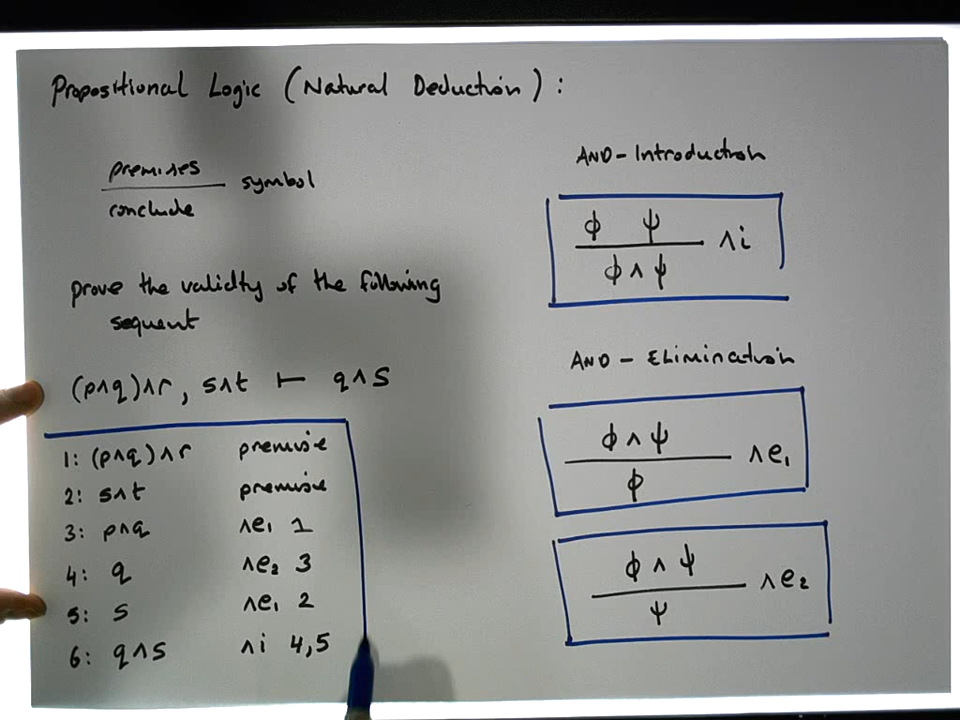 Propositional Logic (Natural Deduction):
premises
conclude
symbol
prove the validity of the following
sequent
(p∧q)∧r, s∧t ⊢ q∧s
1: (p∧q)∧r premise
2: s∧t premise
3: p∧q ∧e₁ 1
4: q ∧e₂ 3
5: s ∧e₁ 2
6: q∧s ∧i 4,5
AND-Introduction
ϕ ψ
ϕ∧ψ
∧i
AND-Elimination
ϕ∧ψ
ϕ
∧e₁
ϕ∧ψ
ψ
∧e₂